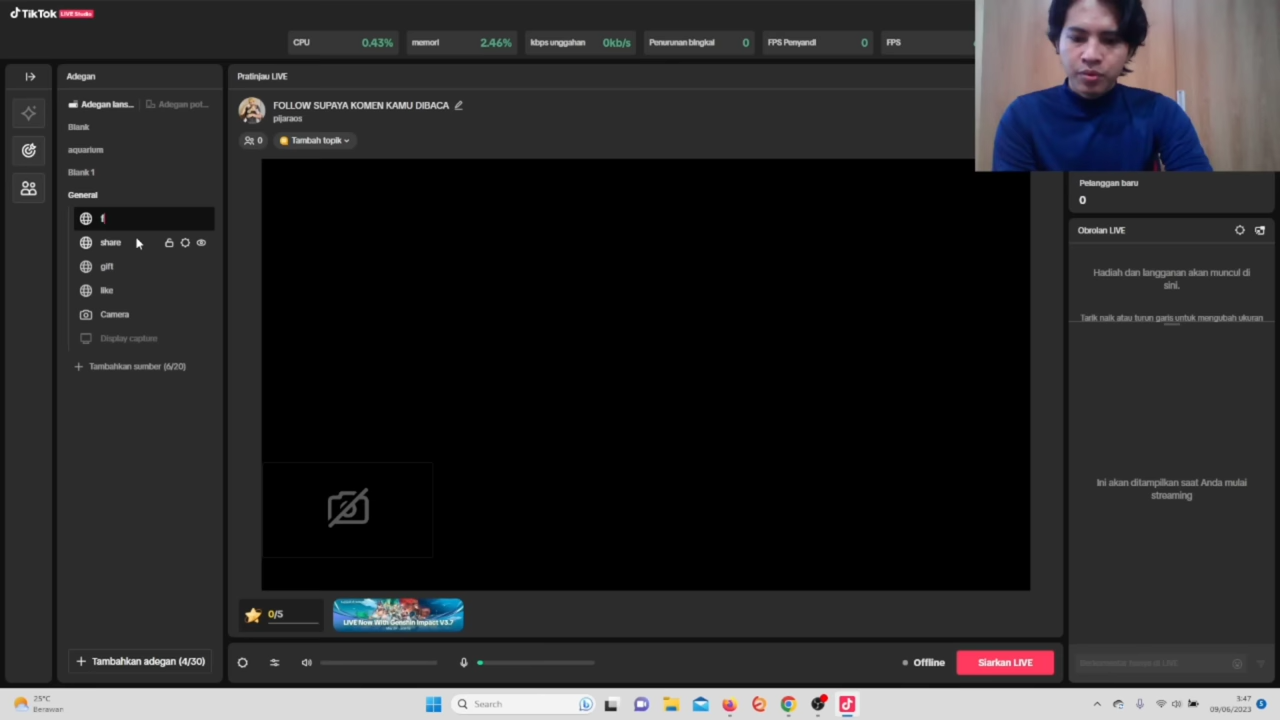 TikTok LIVE Studio
CPU 0.43% memori 2.46% kbps unggahan 0kb/s Penurunan bingkai 0 FPS Penyandi 0 FPS
Adegan
Adegan lans... Adegan pot...
Blank
aquarium
Blank 1
General
f
share
gift
like
Camera
Display capture
Tambahkan sumber (6/20)
Tambahkan adegan (4/30)
Pratinjau LIVE
FOLLOW SUPAYA KOMEN KAMU DIBACA
pijaraos
0 Tambah topik
0/5
LIVE Now With Genshin Impact V3.7
Offline
Siarkan LIVE
Pelanggan baru
0
Obrolan LIVE
Hadiah dan langganan akan muncul di
sini.
Tarik naik atau turun garis untuk mengubah ukuran
Ini akan ditampilkan saat Anda mulai
streaming
25°C
Berawan
Search
3:47
09/06/2023
5